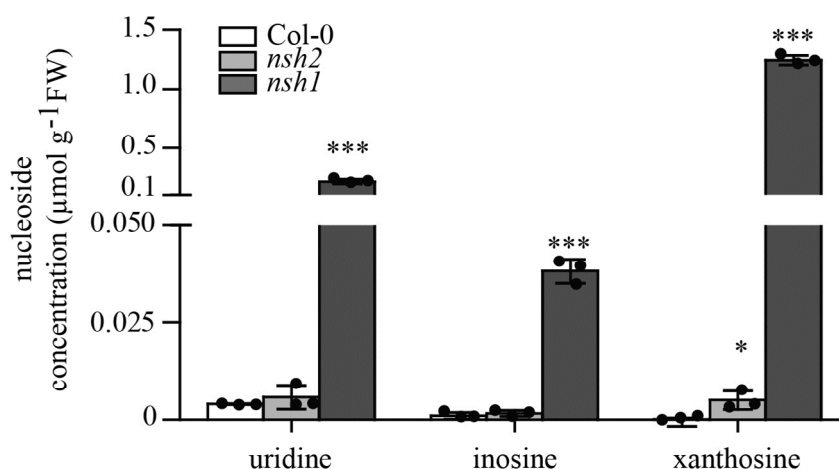 nucleoside
concentration (μmol g⁻¹FW)
1.5
1.0
0.5
0.1
0.050
0.025
0
Col-0
nsh2
nsh1
***
***
*
***
uridine inosine xanthosine